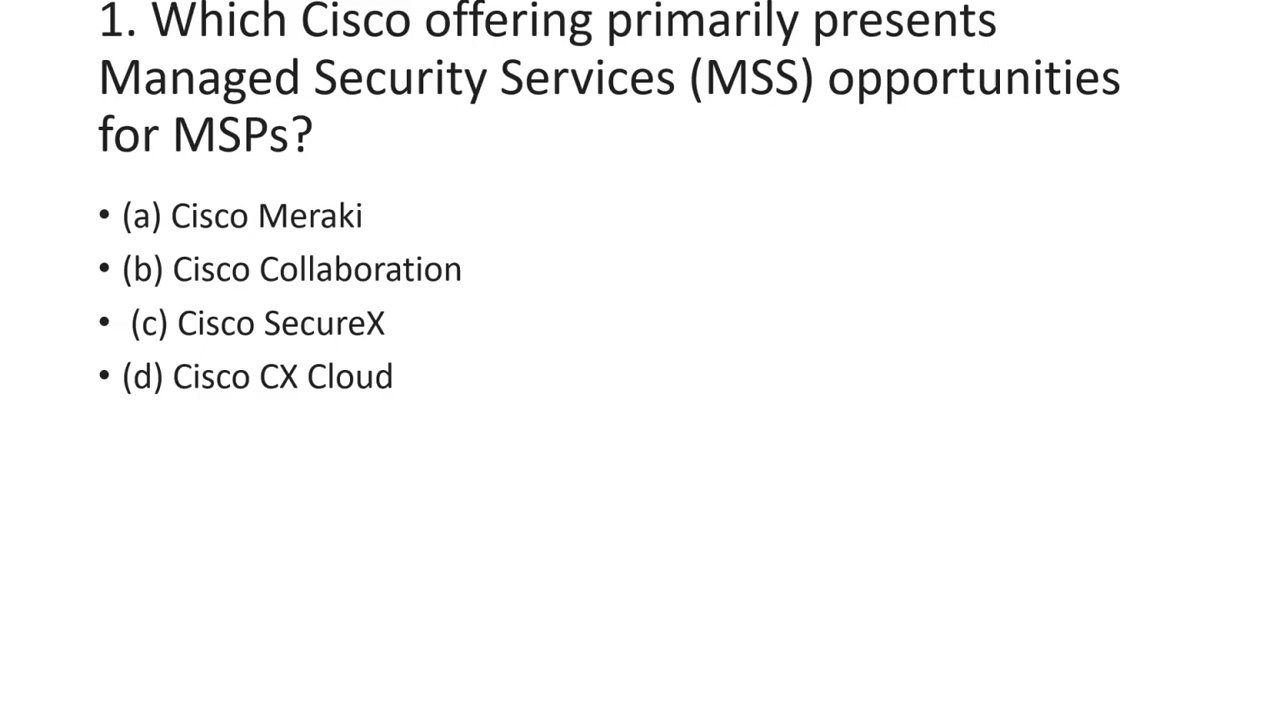 1. Which Cisco offering primarily presents
Managed Security Services (MSS) opportunities
for MSPs?
• (a) Cisco Meraki
• (b) Cisco Collaboration
• (c) Cisco SecureX
• (d) Cisco CX Cloud